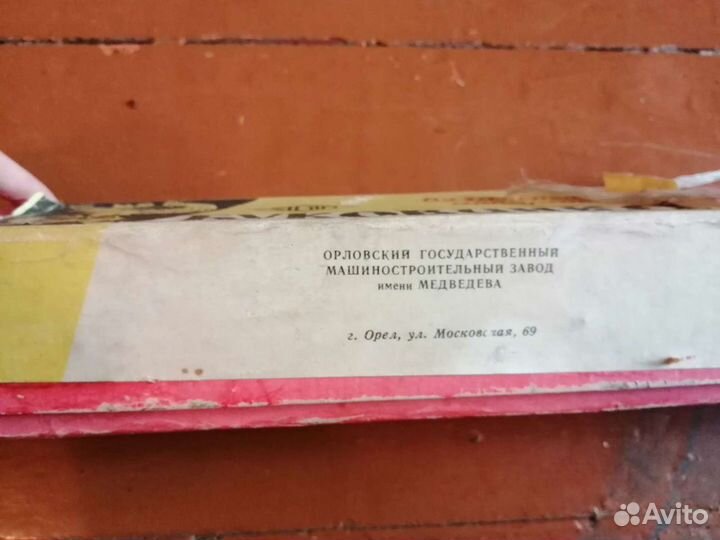 ОРЛОВСКИЙ ГОСУДАРСТВЕННЫЙ
МАШИНОСТРОИТЕЛЬНЫЙ ЗАВОД
имени МЕДВЕДЕВА
г. Орел, ул. Московская, 69
Avito